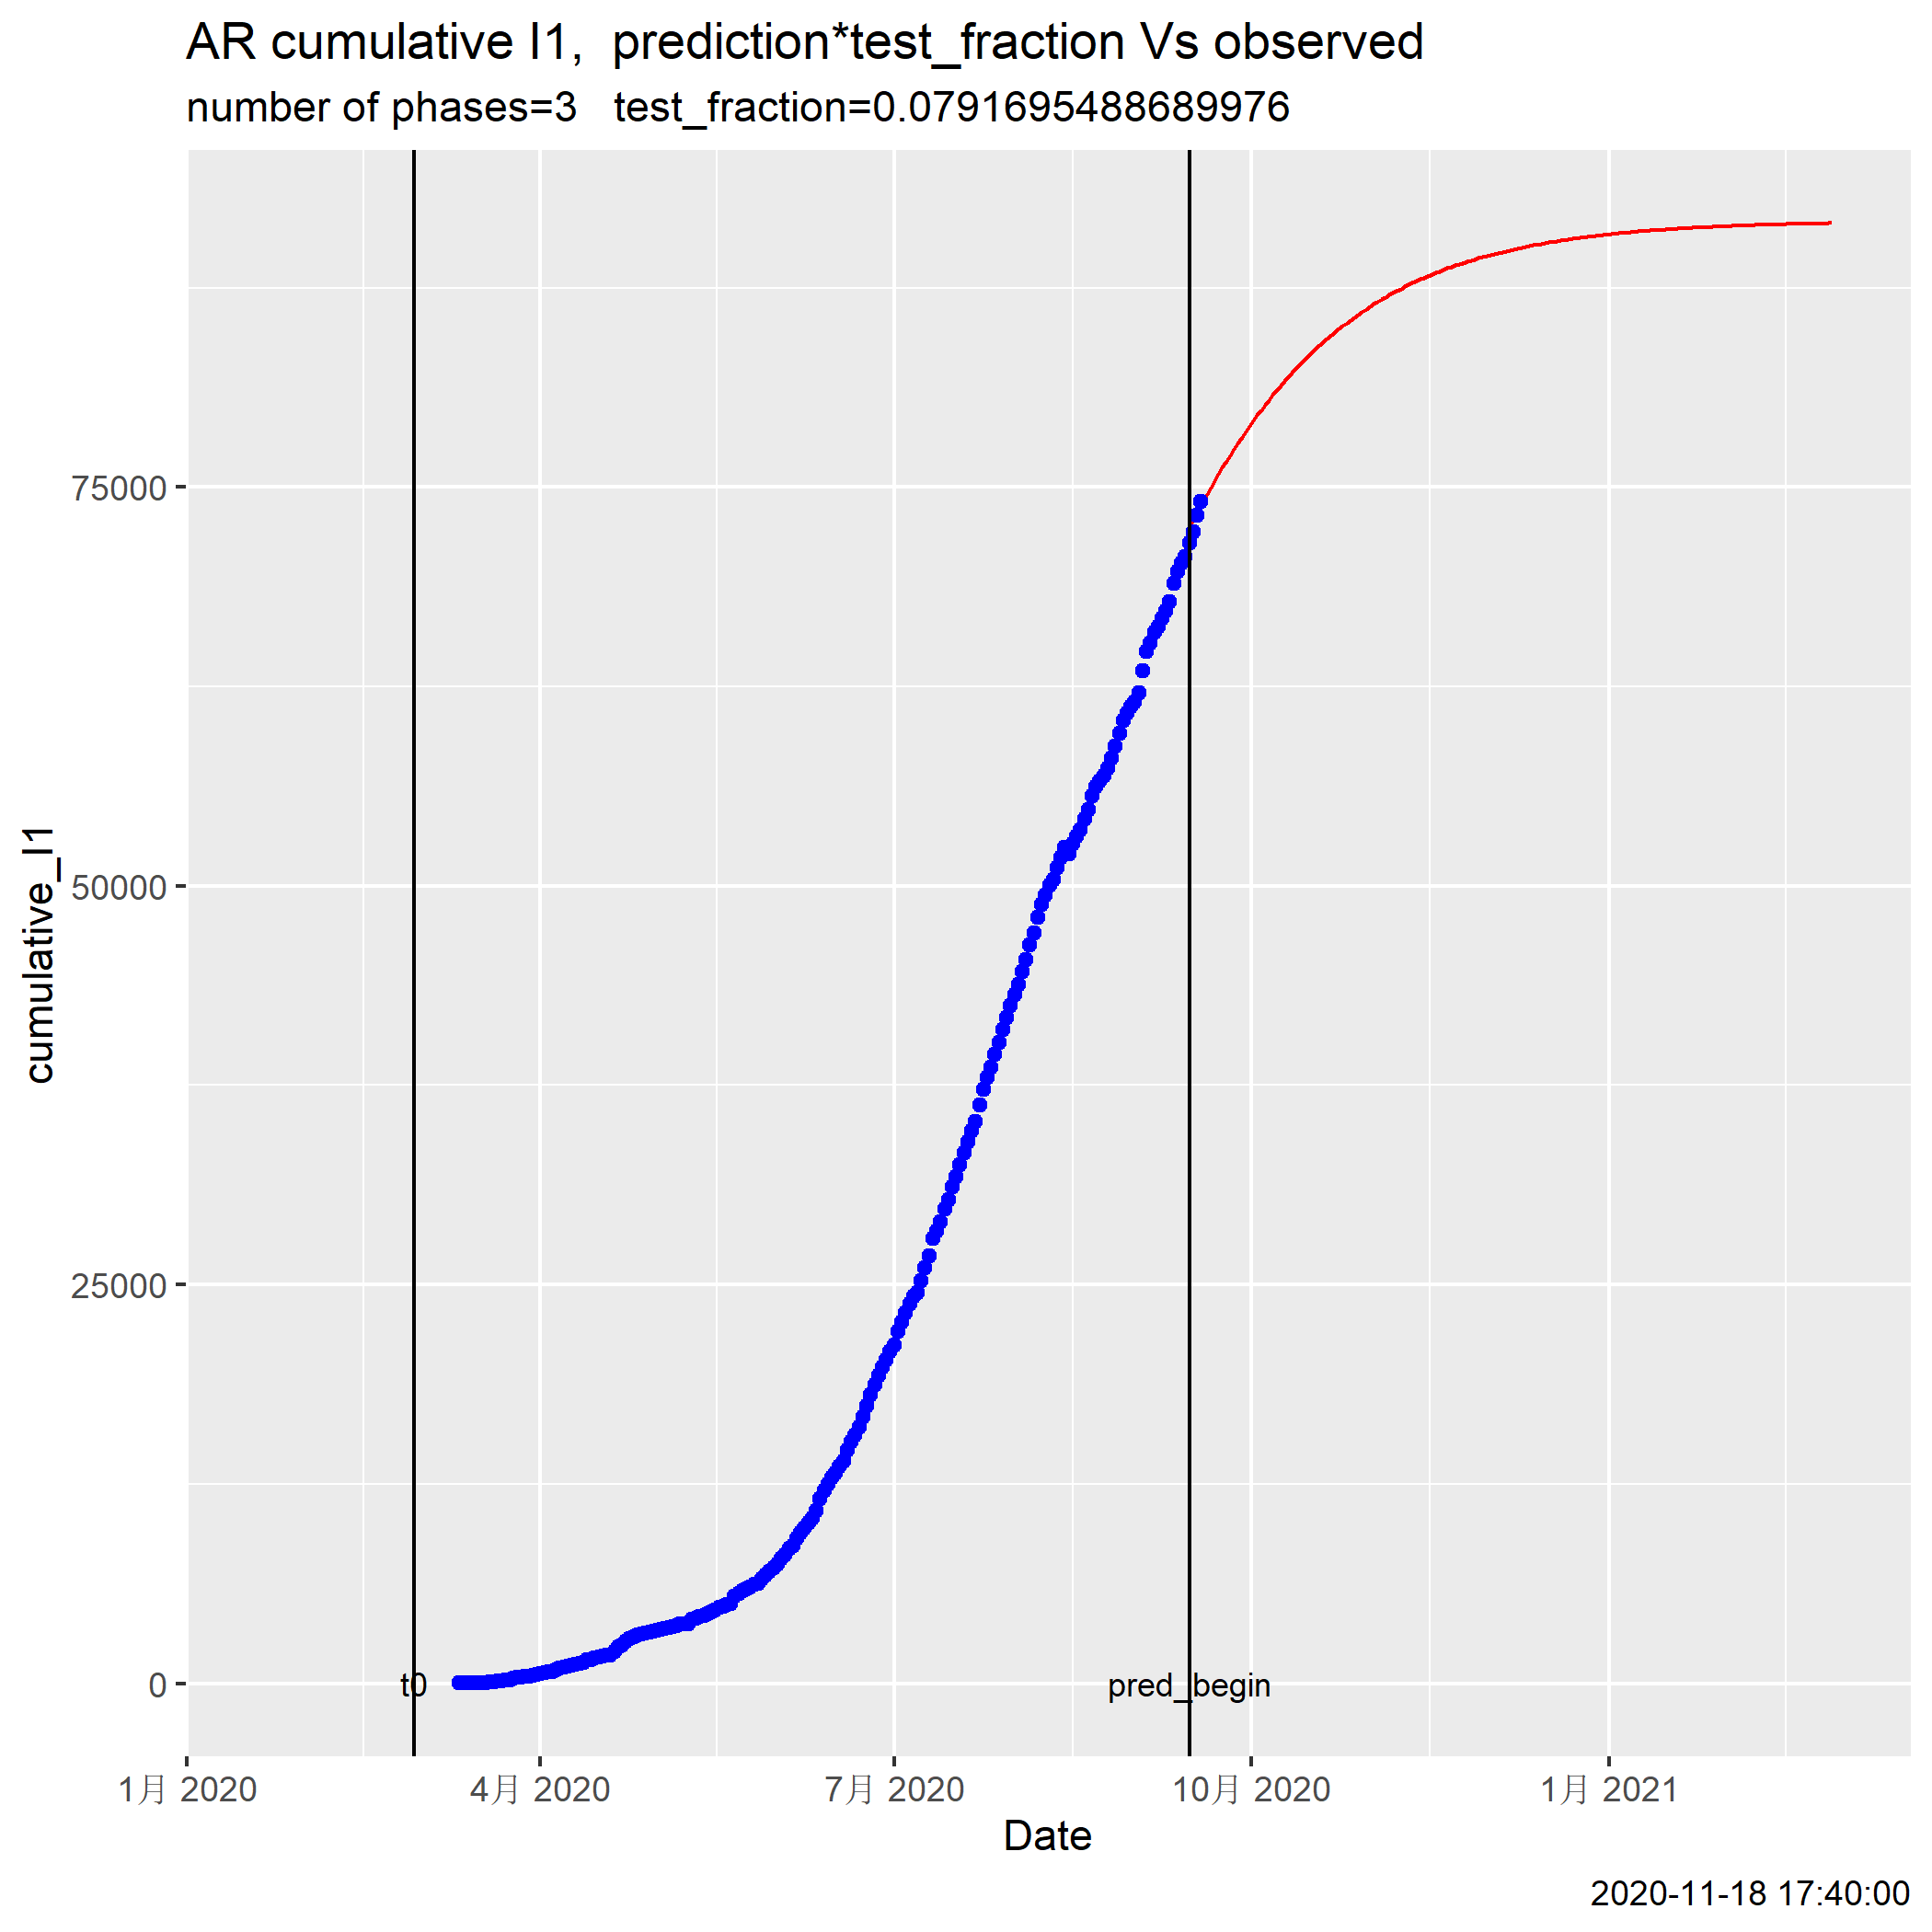 AR cumulative I1,  prediction*test_fraction Vs observed
number of phases=3   test_fraction=0.0791695488689976
cumulative_I1
75000
50000
25000
0
t0
pred_begin
1月 2020
4月 2020
7月 2020
10月 2020
1月 2021
Date
2020-11-18 17:40:00